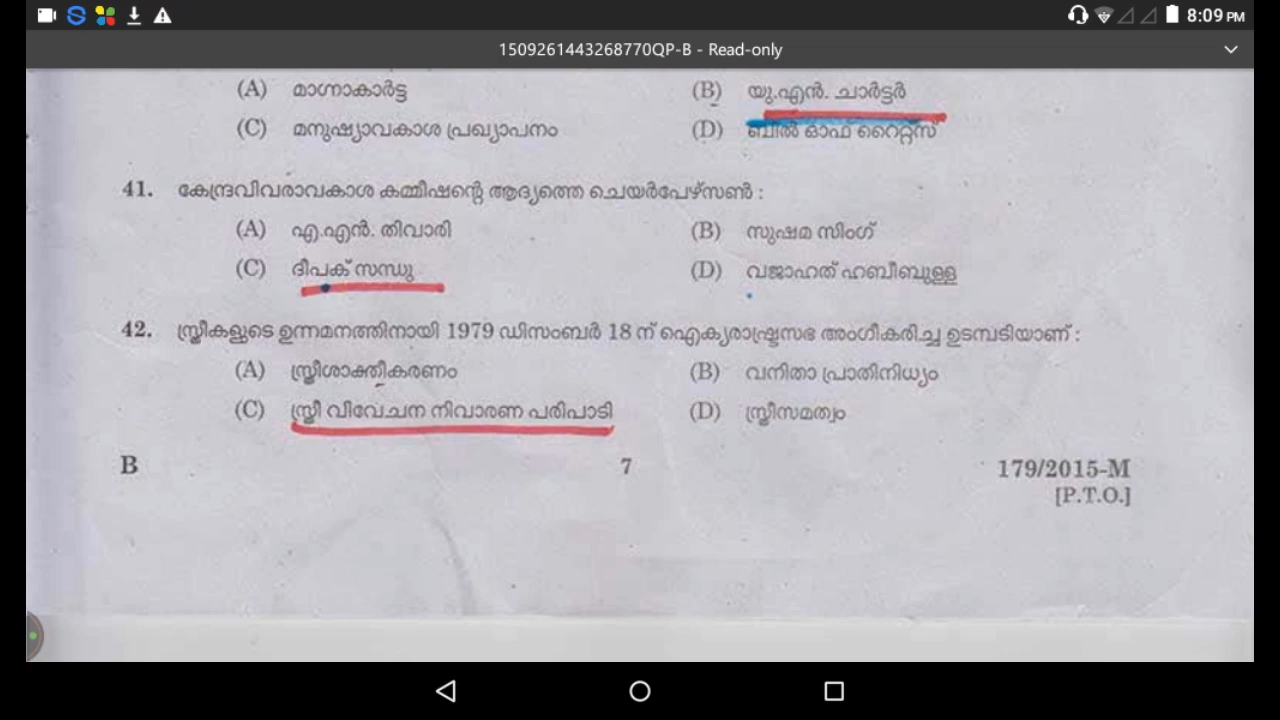 8:09 PM
1509261443268770QP-B - Read-only
(A) മാഗ്നാകാർട്ട (B) യു.എൻ. ചാർട്ടർ
(C) മനുഷ്യാവകാശ പ്രഖ്യാപനം (D) ബിൽ ഓഫ് റൈറ്റ്സ്
41. കേന്ദ്രവിവരാവകാശ കമ്മീഷന്റെ ആദ്യത്തെ ചെയർപേഴ്സൺ :
(A) എ.എൻ. തിവാരി (B) സുഷമ സിംഗ്
(C) ദീപക് സന്ധു (D) വജാഹത് ഹബീബുള്ള
42. സ്ത്രീകളുടെ ഉന്നമനത്തിനായി 1979 ഡിസംബർ 18 ന് ഐക്യരാഷ്ട്രസഭ അംഗീകരിച്ച ഉടമ്പടിയാണ് :
(A) സ്ത്രീശാക്തീകരണം (B) വനിതാ പ്രാതിനിധ്യം
(C) സ്ത്രീ വിവേചന നിവാരണ പരിപാടി (D) സ്ത്രീസമത്വം
B 7 179/2015-M
[P.T.O.]